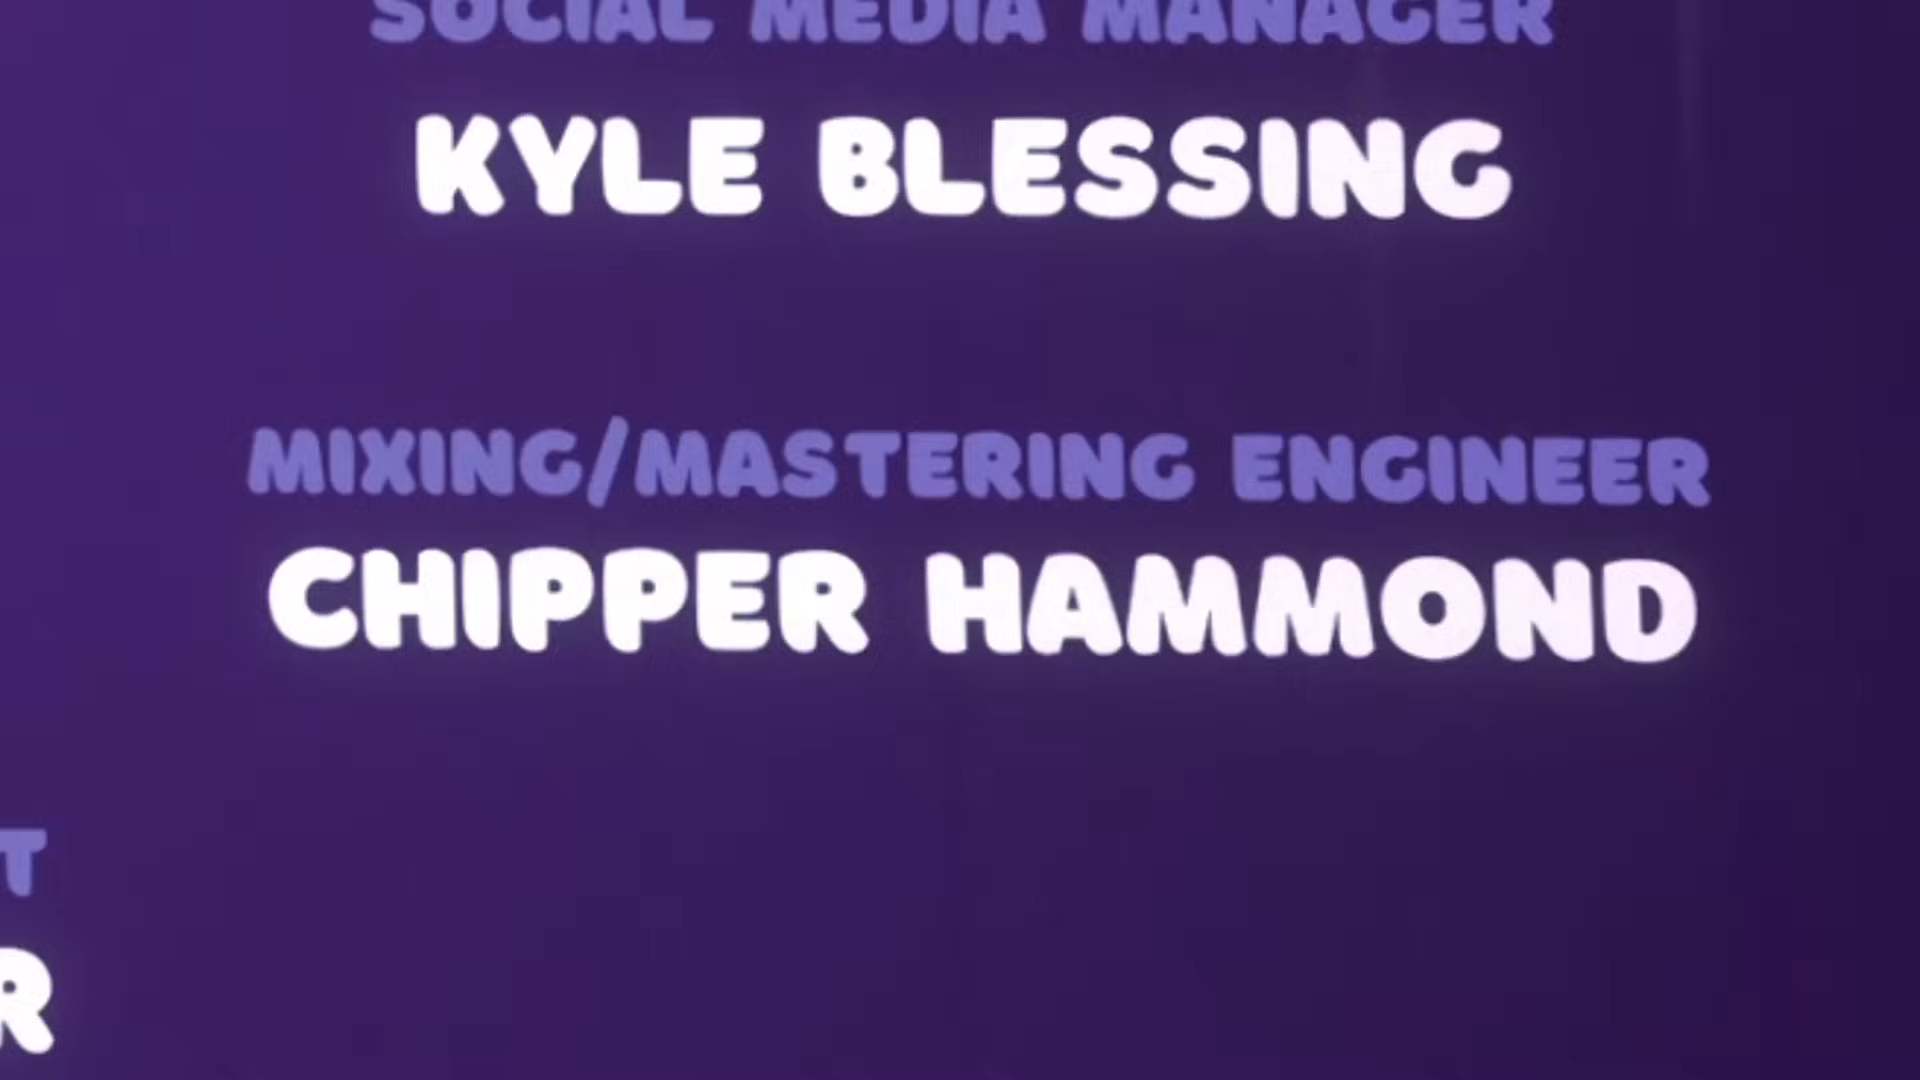 SOCIAL MEDIA MANAGER
KYLE BLESSING
MIXING/MASTERING ENGINEER
CHIPPER HAMMOND
T
R